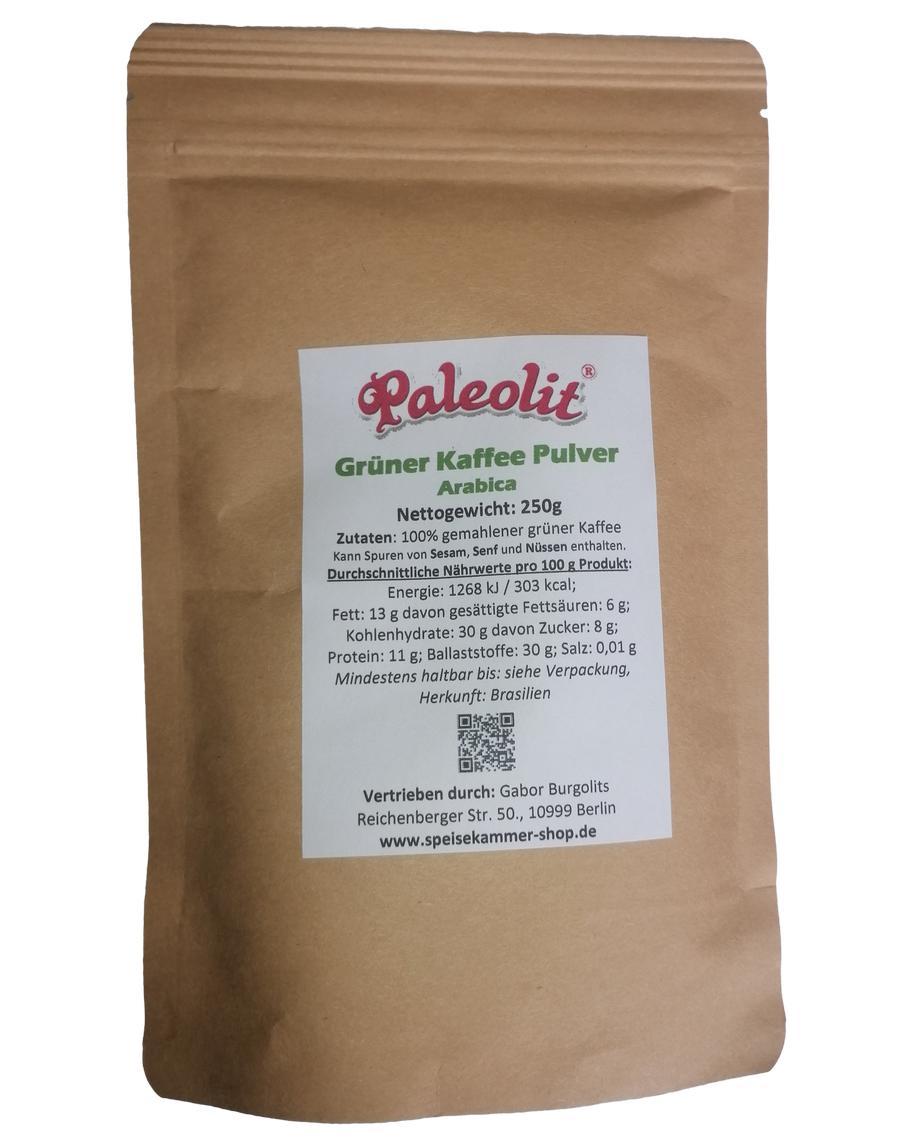 Paleolit®
Grüner Kaffee Pulver
Arabica
Nettogewicht: 250g
Zutaten: 100% gemahlener grüner Kaffee
Kann Spuren von Sesam, Senf und Nüssen enthalten.
Durchschnittliche Nährwerte pro 100 g Produkt:
Energie: 1268 kJ / 303 kcal;
Fett: 13 g davon gesättigte Fettsäuren: 6 g;
Kohlenhydrate: 30 g davon Zucker: 8 g;
Protein: 11 g; Ballaststoffe: 30 g; Salz: 0,01 g
Mindestens haltbar bis: siehe Verpackung,
Herkunft: Brasilien
Vertrieben durch: Gabor Burgolits
Reichenberger Str. 50., 10999 Berlin
www.speisekammer-shop.de